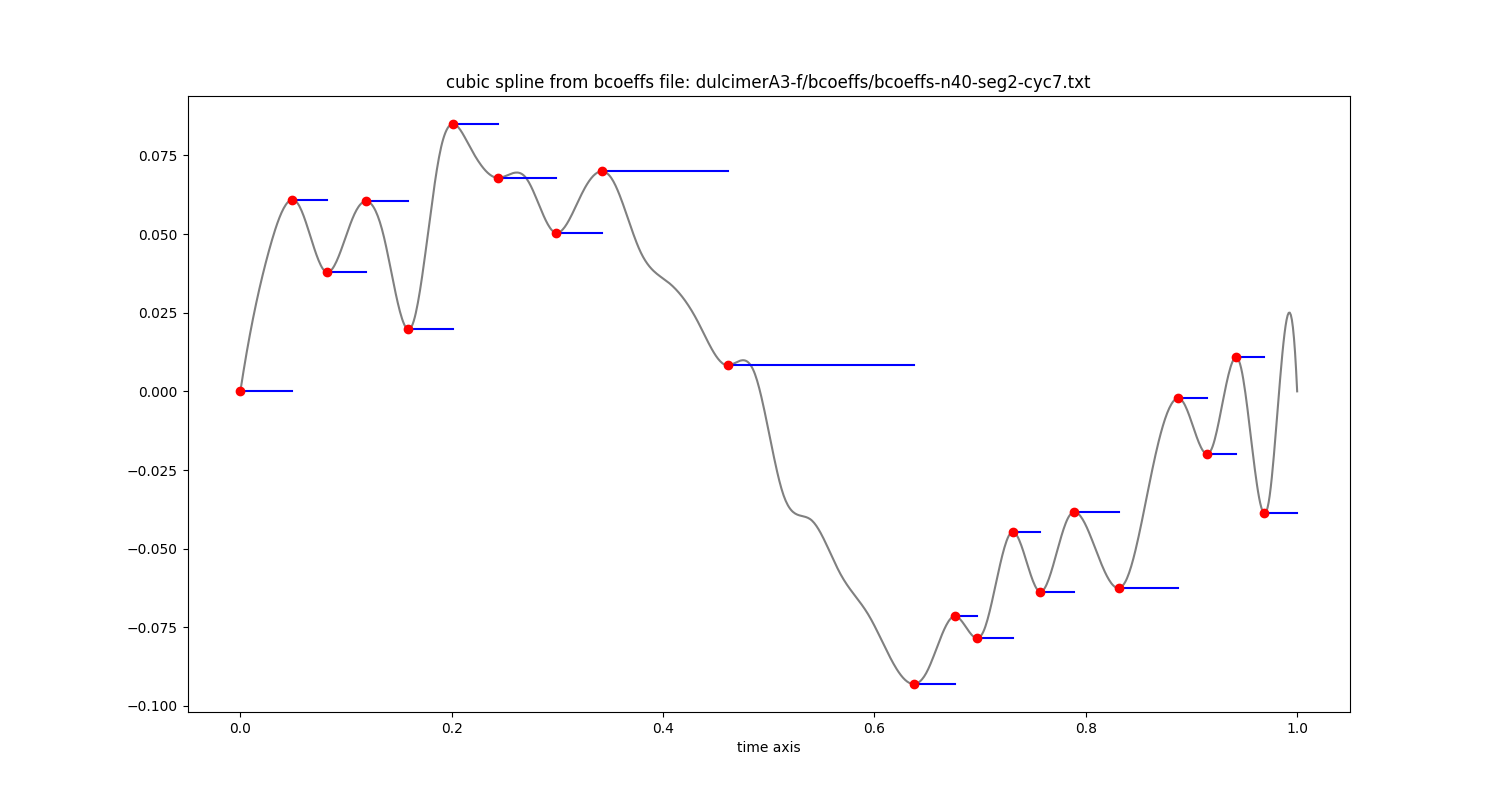 cubic spline from bcoeffs file: dulcimerA3-f/bcoeffs/bcoeffs-n40-seg2-cyc7.txt
0.075
0.050
0.025
0.000
−0.025
−0.050
−0.075
−0.100
0.0 0.2 0.4 0.6 0.8 1.0
time axis